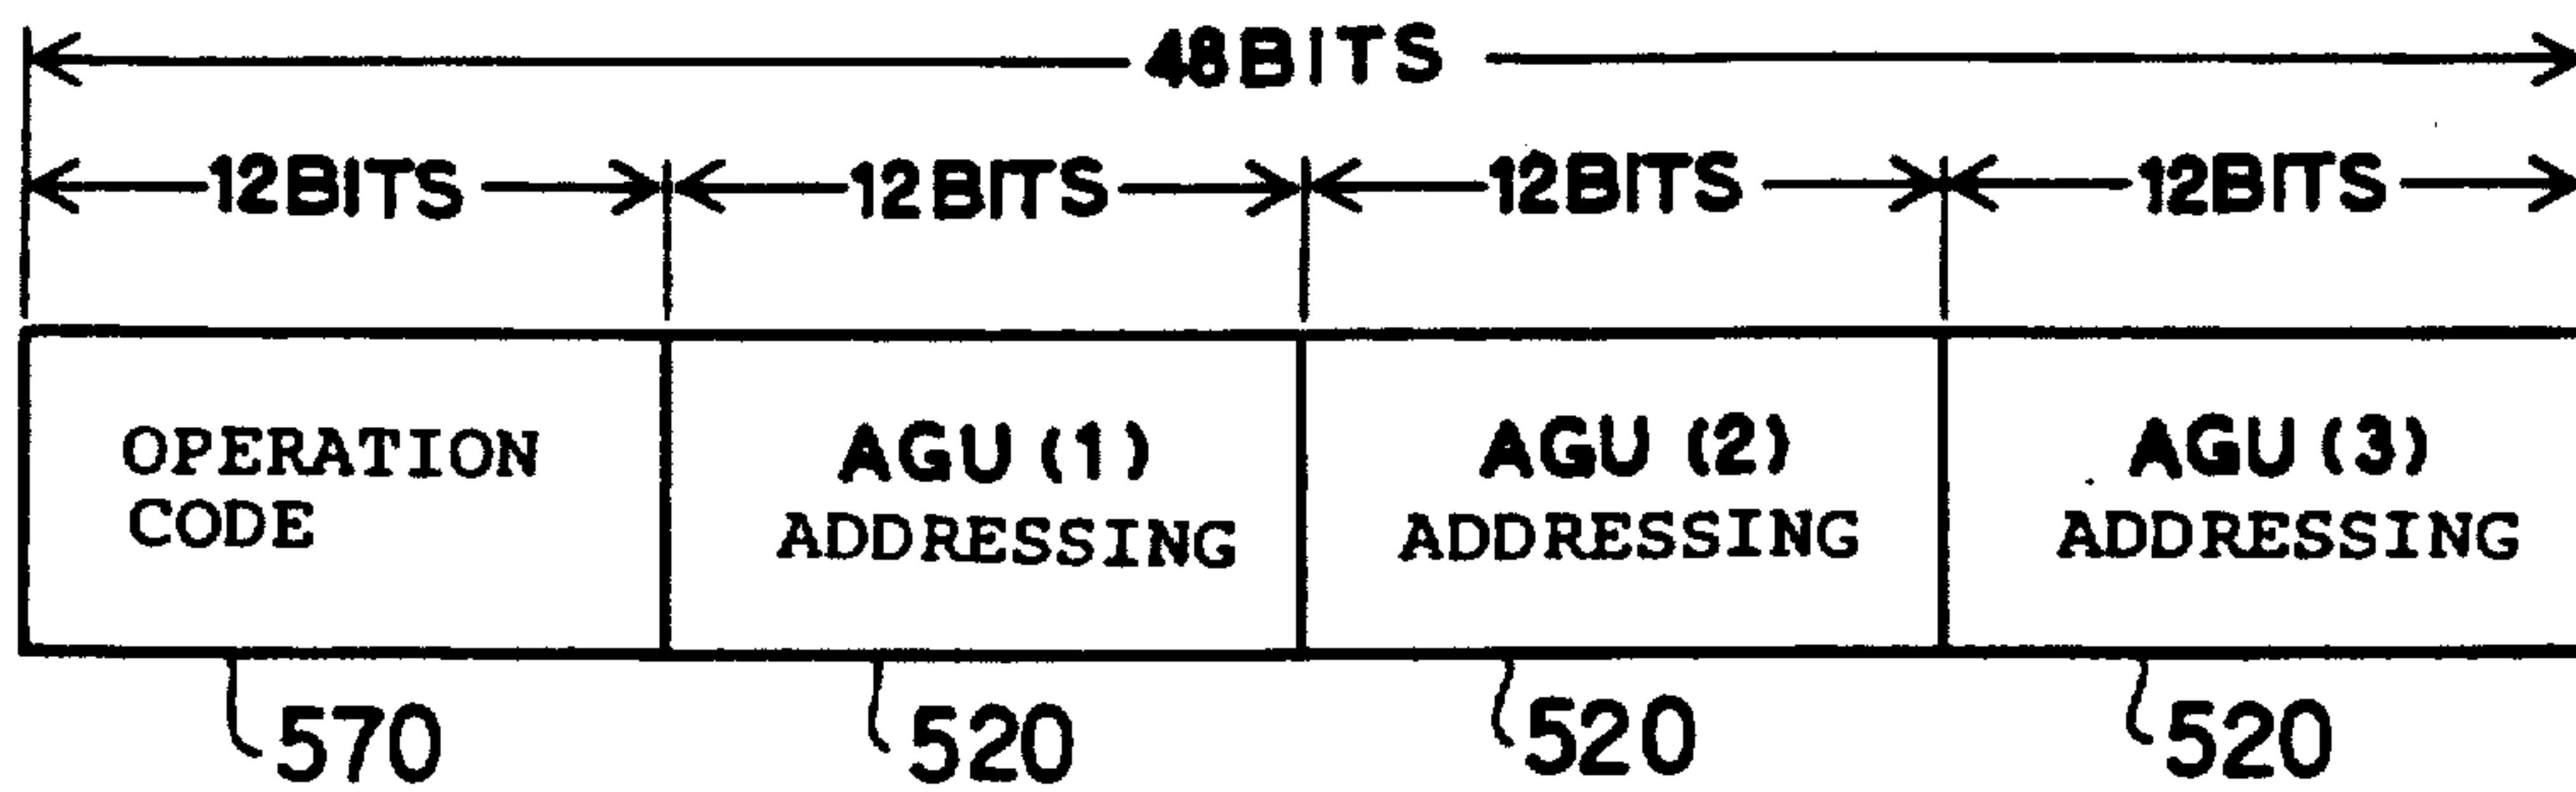 48BITS
12BITS 12BITS 12BITS 12BITS
OPERATION CODE
AGU (1) ADDRESSING
AGU (2) ADDRESSING
AGU (3) ADDRESSING
570 520 520 520